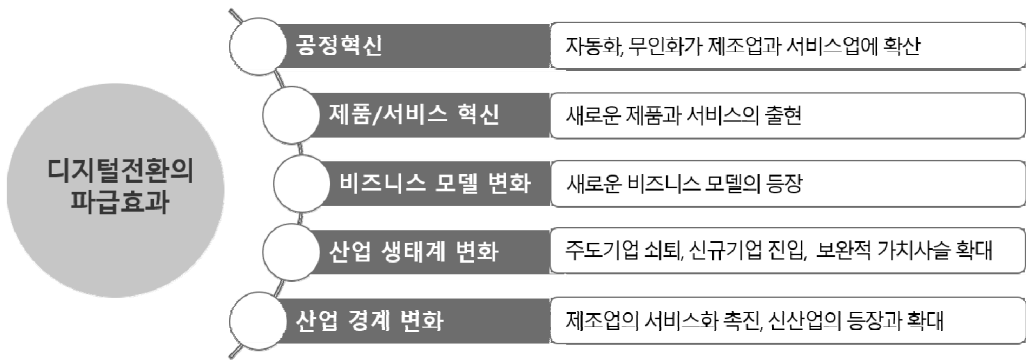 디지털전환의
파급효과
공정혁신
자동화, 무인화가 제조업과 서비스업에 확산
제품/서비스 혁신
새로운 제품과 서비스의 출현
비즈니스 모델 변화
새로운 비즈니스 모델의 등장
산업 생태계 변화
주도기업 쇠퇴, 신규기업 진입, 보완적 가치사슬 확대
산업 경계 변화
제조업의 서비스화 촉진, 신산업의 등장과 확대